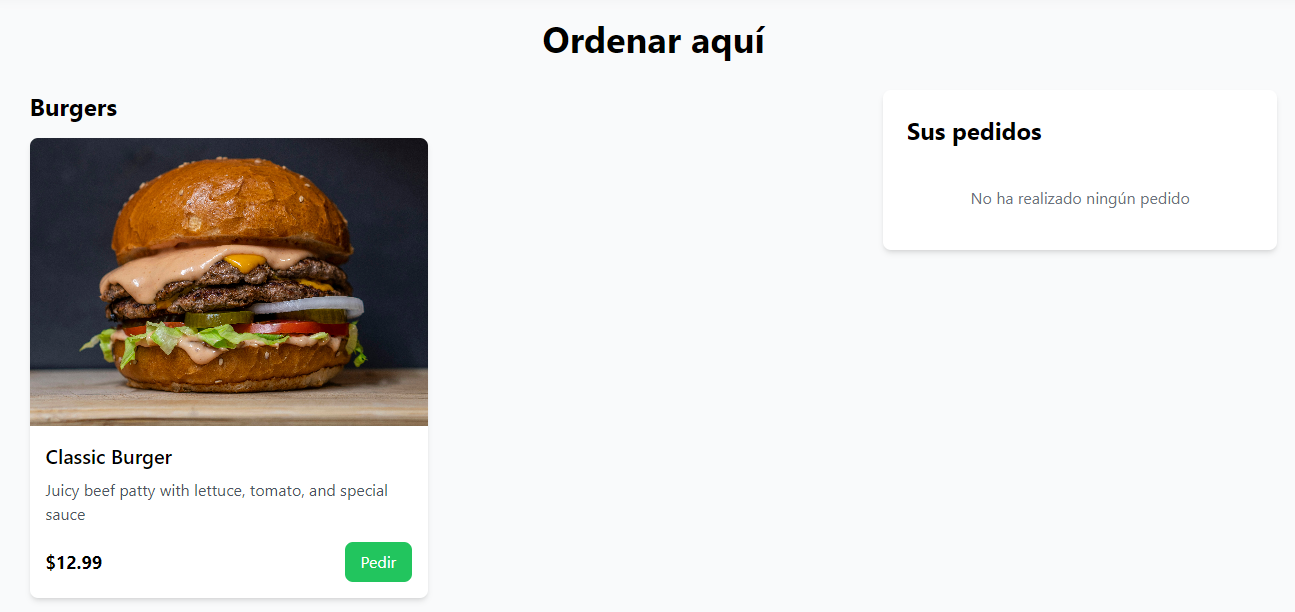 Ordenar aquí
Burgers
Classic Burger
Juicy beef patty with lettuce, tomato, and special
sauce
$12.99
Pedir
Sus pedidos
No ha realizado ningún pedido